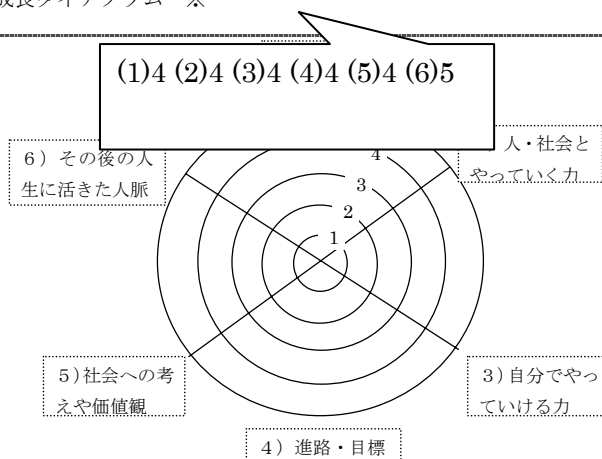 成長ダイアグラム ※
(1)4 (2)4 (3)4 (4)4 (5)4 (6)5
6）その後の人
生に活きた人脈
人・社会と
やっていく力
4
3
2
1
5）社会への考
えや価値観
3）自分でやっ
ていける力
4）進路・目標